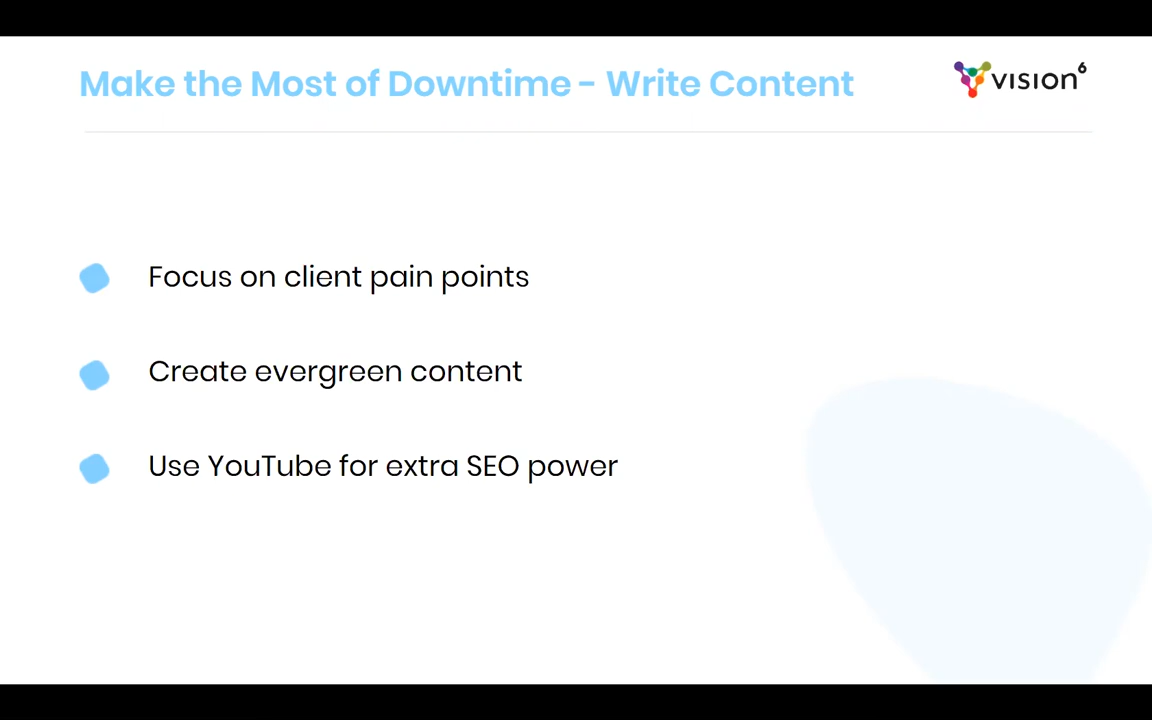 Make the Most of Downtime - Write Content
vision6
Focus on client pain points
Create evergreen content
Use YouTube for extra SEO power